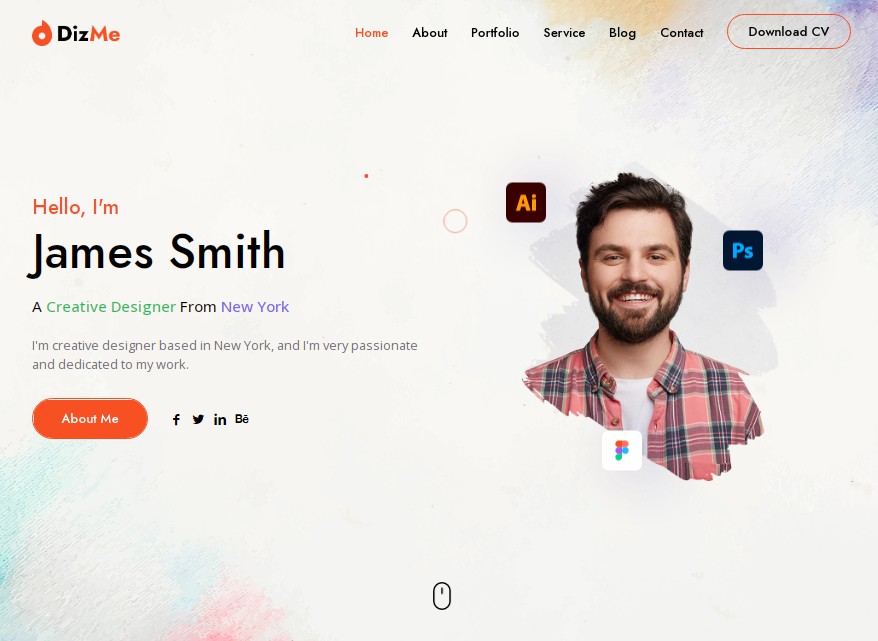 DizMe
Home About Portfolio Service Blog Contact Download CV
Hello, I'm
James Smith
A Creative Designer From New York
I'm creative designer based in New York, and I'm very passionate
and dedicated to my work.
About Me
Bē
Ai
Ps